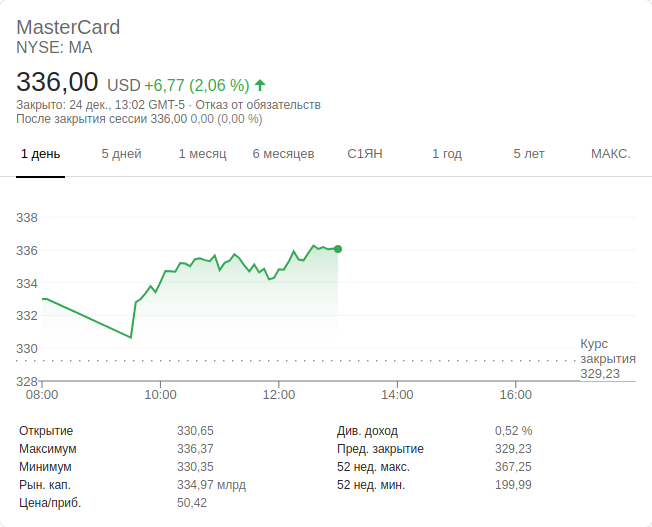 MasterCard
NYSE: MA
336,00 USD +6,77 (2,06 %)
Закрыто: 24 дек., 13:02 GMT-5 · Отказ от обязательств
После закрытия сессии 336,00 0,00 (0,00 %)
1 день 5 дней 1 месяц 6 месяцев С1ЯН 1 год 5 лет МАКС.
338
336
334
332
330
328
Курс
закрытия
329,23
08:00 10:00 12:00 14:00 16:00
Открытие 330,65 Див. доход 0,52 %
Максимум 336,37 Пред. закрытие 329,23
Минимум 330,35 52 нед. макс. 367,25
Рын. кап. 334,97 млрд 52 нед. мин. 199,99
Цена/приб. 50,42